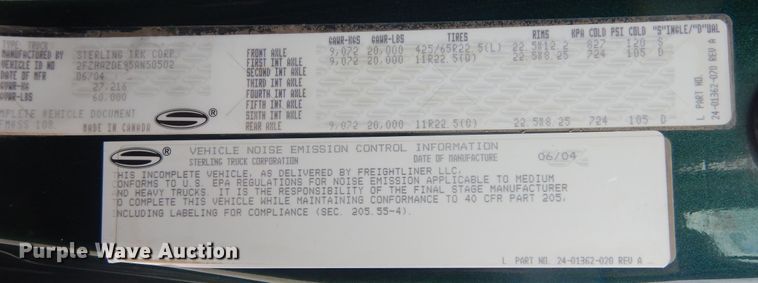 GAWR-KGS GAWR-LBS TIRES RIMS KPA COLD PSI COLD "S"INGLE/"D"UAL
TYPE: TRUCK
MANUFACTURED BY STERLING TRK CORP.
VEHICLE ID NO
DATE OF MFR 06/04
GVWR-KG 27,216
GVWR-LBS 60,000
FRONT AXLE 9,072 20,000 425/65R22.5(L) 22.5X12.2 827 120 S
FIRST INT AXLE 9,072 20,000 11R22.5(G) 22.5X8.25 724 105 D
SECOND INT AXLE
THIRD INT AXLE
FOURTH INT AXLE
FIFTH INT AXLE
SIXTH INT AXLE
REAR AXLE 9,072 20,000 11R22.5(G) 22.5X8.25 724 105 D
MPLETE VEHICLE DOCUMENT
MADE IN CANADA
L PART NO. 24-01362-020 REV A
VEHICLE NOISE EMISSION CONTROL INFORMATION
STERLING TRUCK CORPORATION DATE OF MANUFACTURE 06/04
THIS INCOMPLETE VEHICLE, AS DELIVERED BY FREIGHTLINER LLC.
CONFORMS TO U.S. EPA REGULATIONS FOR NOISE EMISSION APPLICABLE TO MEDIUM
AND HEAVY TRUCKS. IT IS THE RESPONSIBILITY OF THE FINAL STAGE MANUFACTURER
TO COMPLETE THIS VEHICLE WHILE MAINTAINING CONFORMANCE TO 40 CFR PART 205,
INCLUDING LABELING FOR COMPLIANCE (SEC. 205.55-4).
L PART NO. 24-01362-020 REV A
Purple Wave Auction